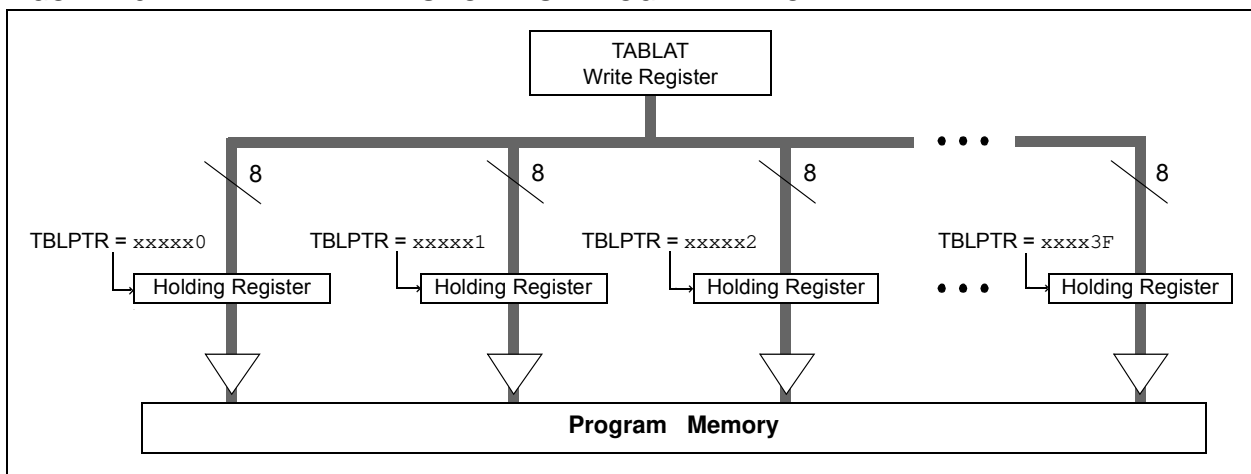 TABLAT
Write Register
8 8 8 8
TBLPTR = xxxxx0 TBLPTR = xxxxx1 TBLPTR = xxxxx2 TBLPTR = xxxx3F
Holding Register Holding Register Holding Register Holding Register
Program Memory